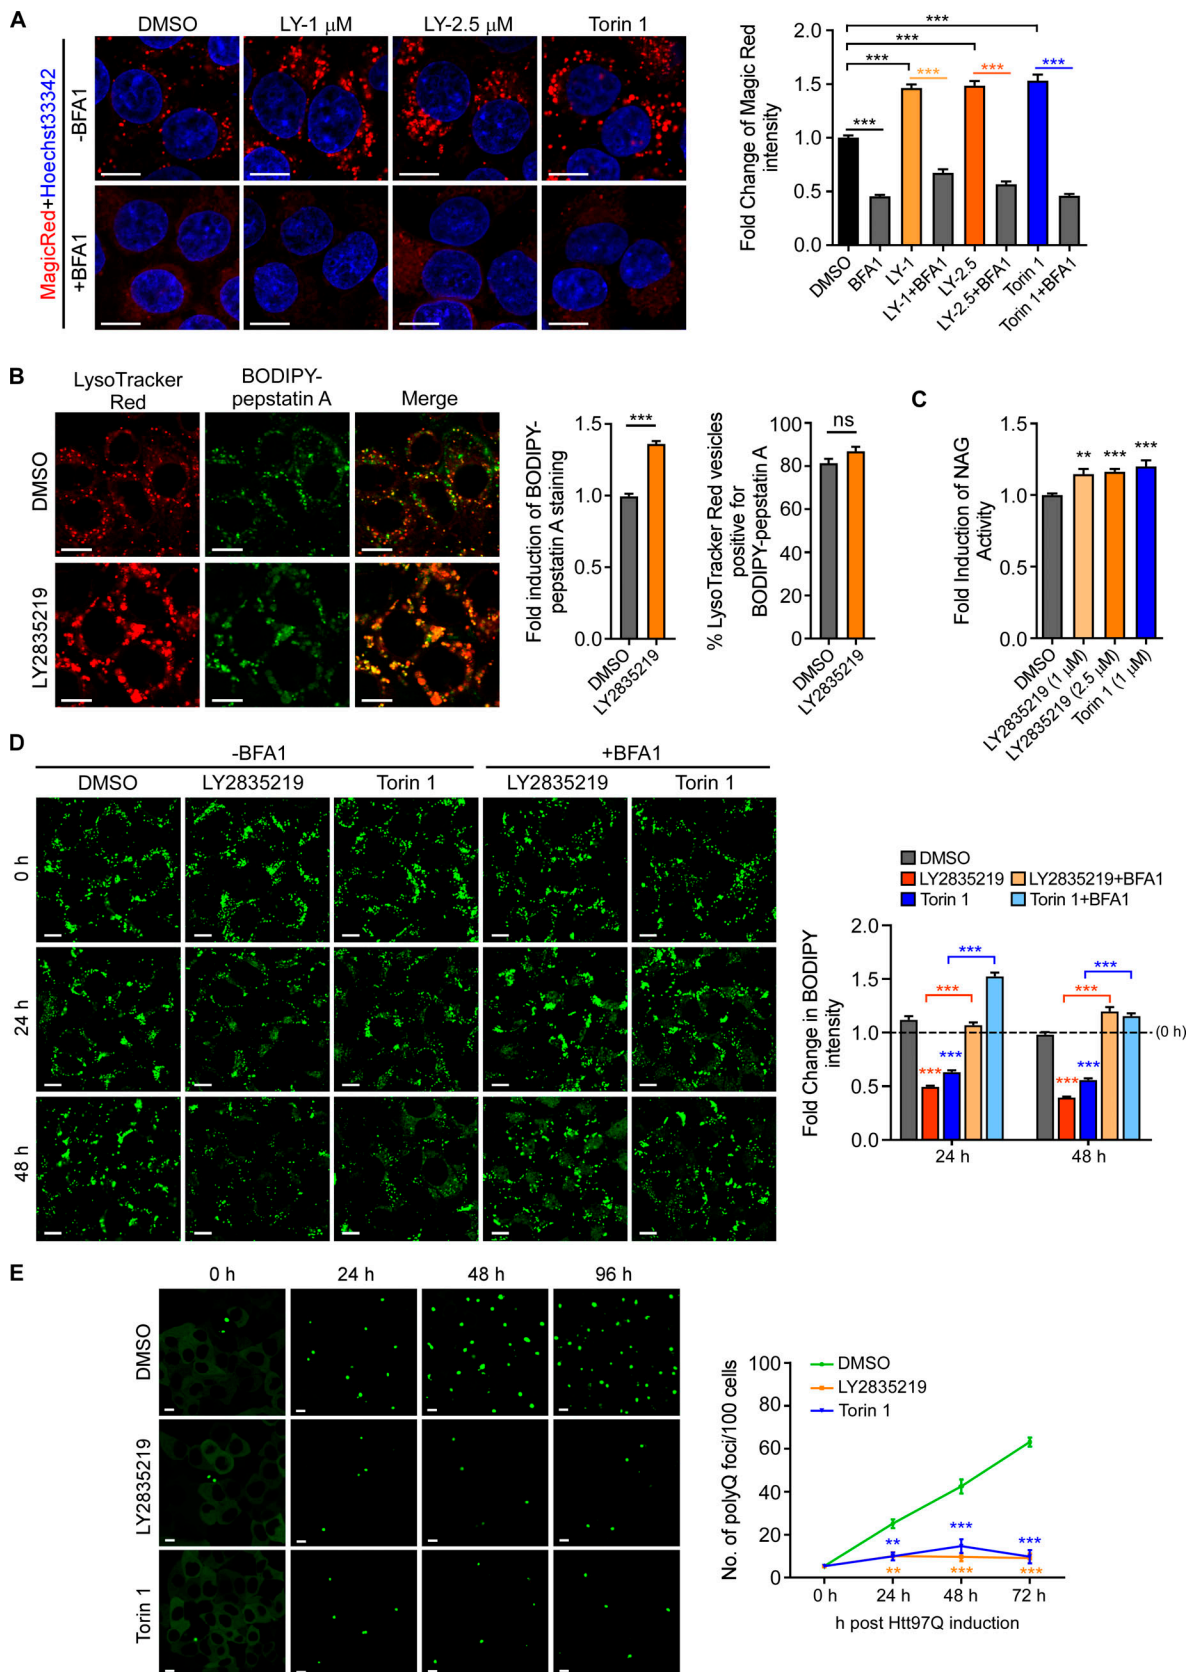 A
DMSO
LY-1 μM
LY-2.5 μM
Torin 1
MagicRed+Hoechst33342
-BFA1
+BFA1
Fold Change of Magic Red
intensity
2.0
1.5
1.0
0.5
0.0
***
***
***
***
***
***
***
DMSO
BFA1
LY-1
LY-1+BFA1
LY-2.5
LY-2.5+BFA1
Torin 1
Torin 1+BFA1
B
LysoTracker
Red
BODIPY-
pepstatin A
Merge
DMSO
LY2835219
Fold induction of BODIPY-
pepstatin A staining
1.5
1.0
0.5
0.0
***
DMSO
LY2835219
% LysoTracker Red vesicles
positive for
BODIPY-pepstatin A
100
80
60
40
20
0
ns
DMSO
LY2835219
C
Fold Induction of NAG
Activity
1.5
1.0
0.5
0.0
**
***
***
DMSO
LY2835219 (1 μM)
LY2835219 (2.5 μM)
Torin 1 (1 μM)
D
-BFA1
+BFA1
DMSO
LY2835219
Torin 1
LY2835219
Torin 1
0 h
24 h
48 h
DMSO
LY2835219
LY2835219+BFA1
Torin 1
Torin 1+BFA1
Fold Change in BODIPY
intensity
2.0
1.5
1.0
0.5
0.0
***
***
***
***
***
***
***
***
(0 h)
24 h
48 h
E
0 h
24 h
48 h
96 h
DMSO
LY2835219
Torin 1
No. of polyQ foci/100 cells
100
80
60
40
20
0
DMSO
LY2835219
Torin 1
**
***
***
**
***
***
0 h
24 h
48 h
72 h
h post Htt97Q induction